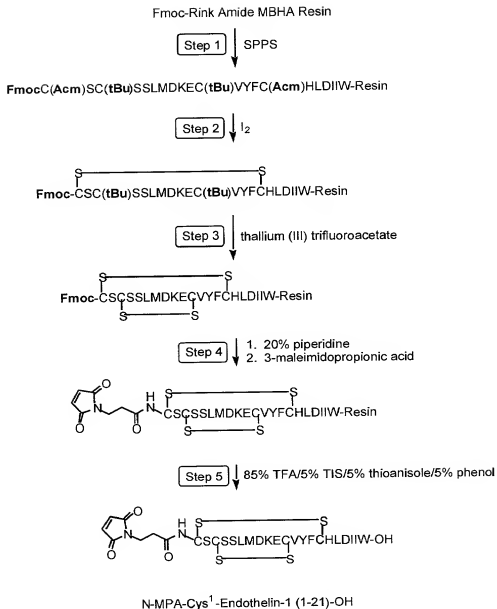 Fmoc-Rink Amide MBHA Resin
Step 1 SPPS
FmocC(Acm)SC(tBu)SSLMDKEC(tBu)VYFC(Acm)HLDIIW-Resin
Step 2 I2
S S
Fmoc-CSC(tBu)SSLMDKEC(tBu)VYFCHLDIIW-Resin
Step 3 thallium (III) trifluoroacetate
S S
Fmoc-CSCSSLMDKECVYFCHLDIIW-Resin
S S
Step 4 1. 20% piperidine
2. 3-maleimidopropionic acid
O S S
H
N N CSCSSLMDKECVYFCHLDIIW-Resin
O O S S
Step 5 85% TFA/5% TIS/5% thioanisole/5% phenol
O S S
H
N N CSCSSLMDKECVYFCHLDIIW-OH
O O S S
N-MPA-Cys1-Endothelin-1 (1-21)-OH